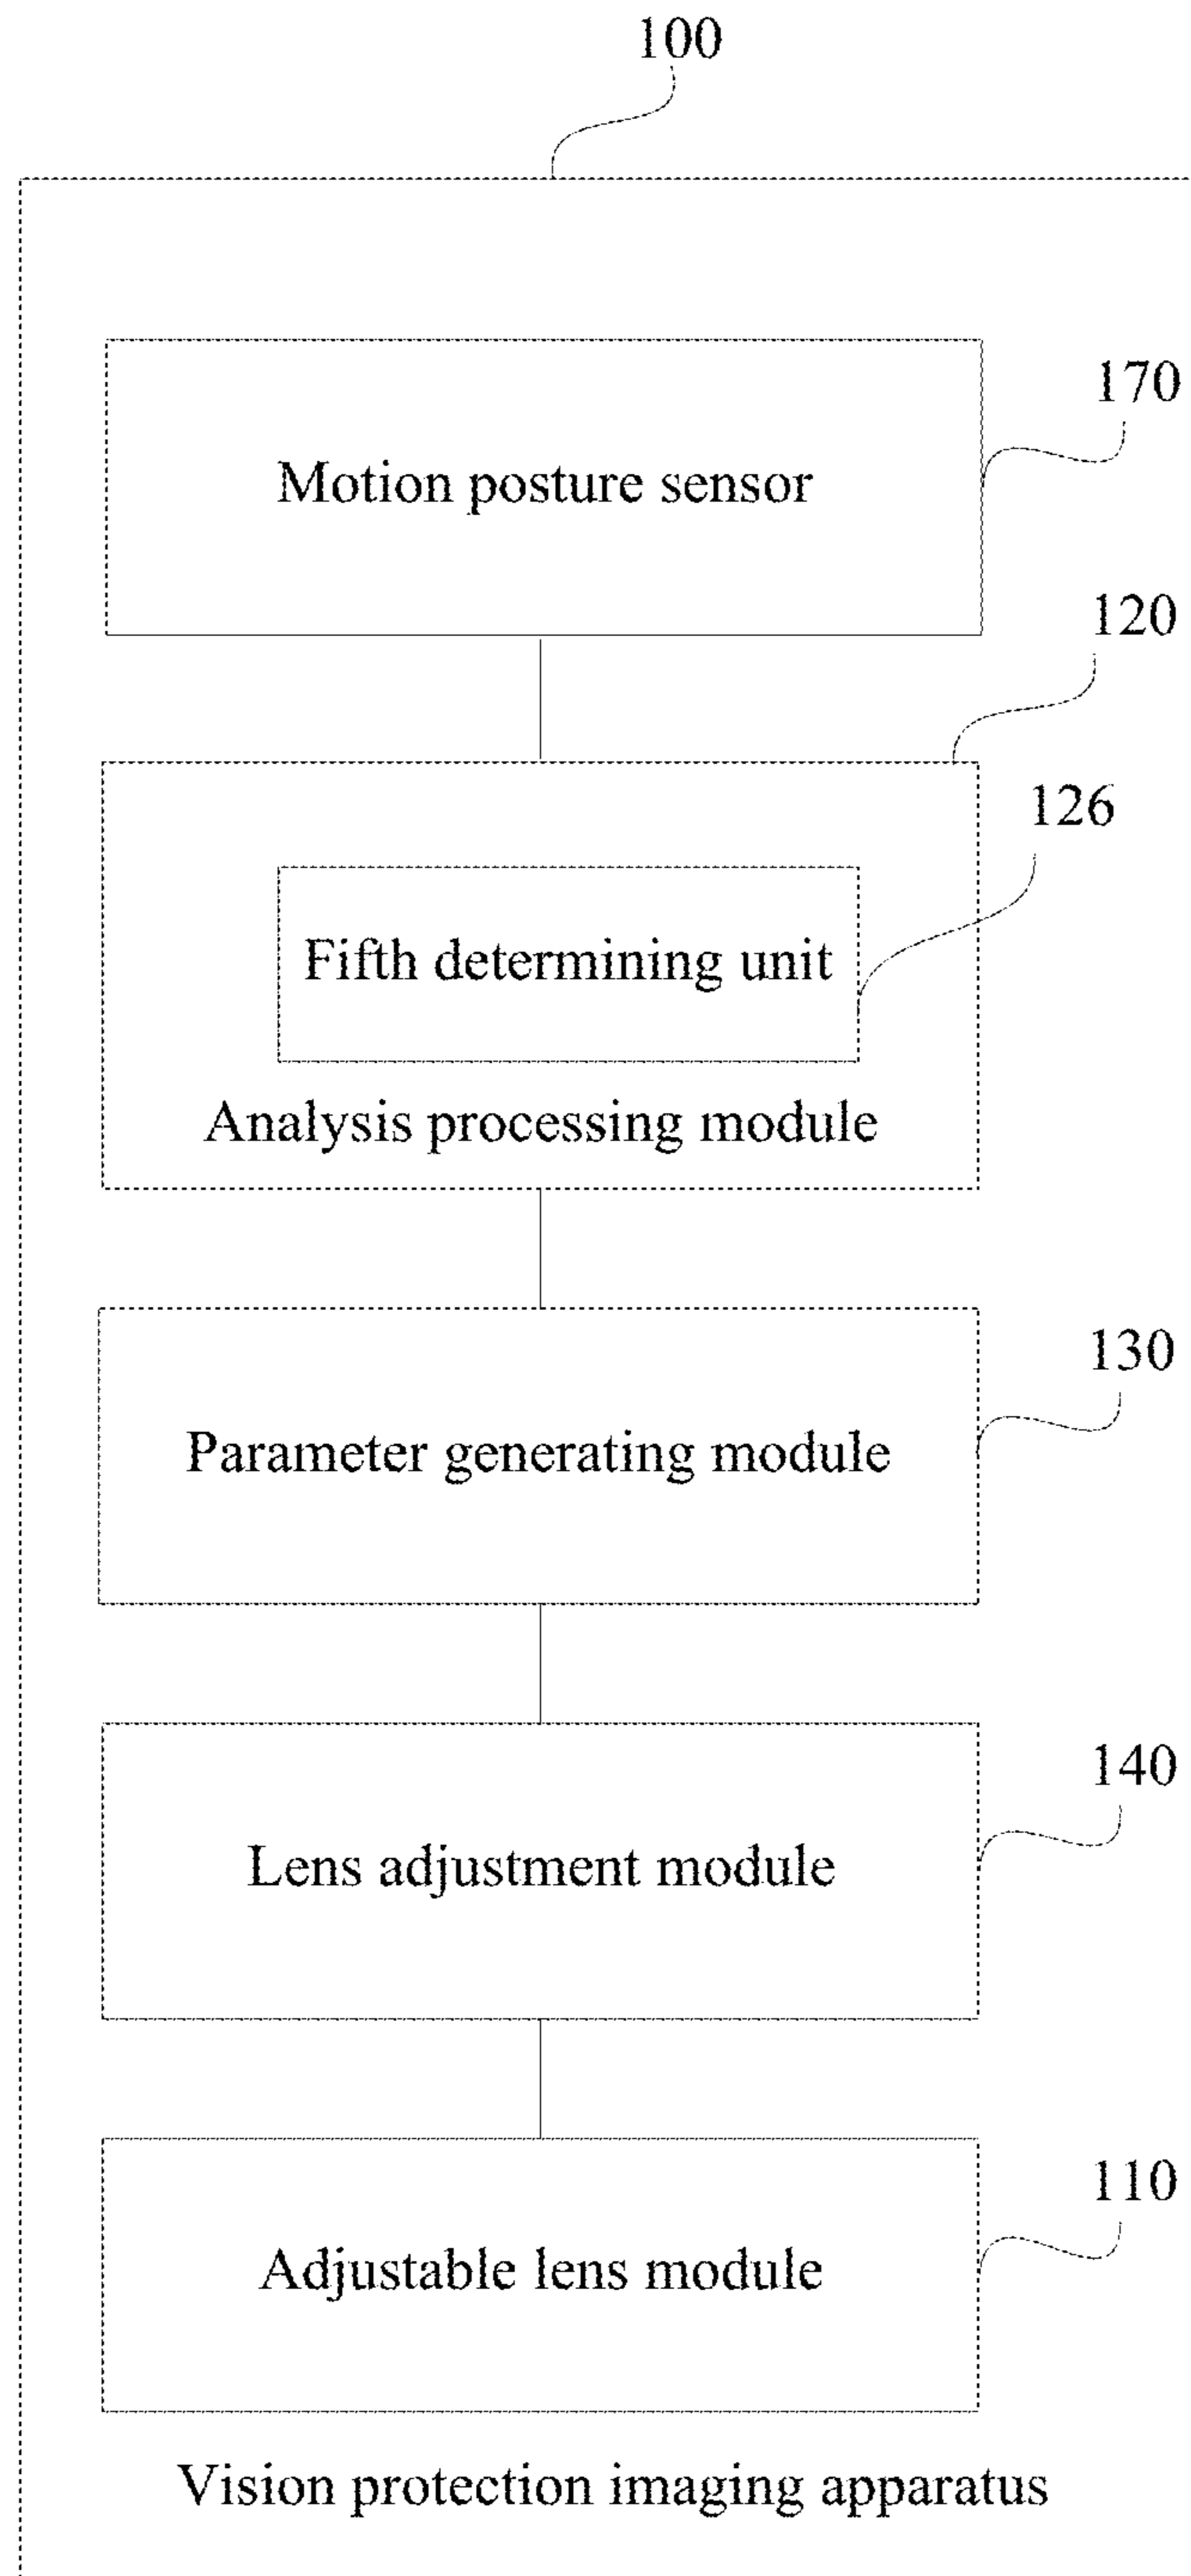 100
Motion posture sensor
170
120
126
Fifth determining unit
Analysis processing module
130
Parameter generating module
140
Lens adjustment module
110
Adjustable lens module
Vision protection imaging apparatus